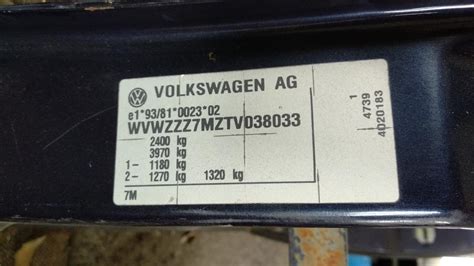 VOLKSWAGEN AG
e1*93/81*0023*02
WVWZZZ7MZTV038033
2400 kg
3970 kg
1- 1180 kg
2- 1270 kg 1320 kg
7M
1
4739
4020183